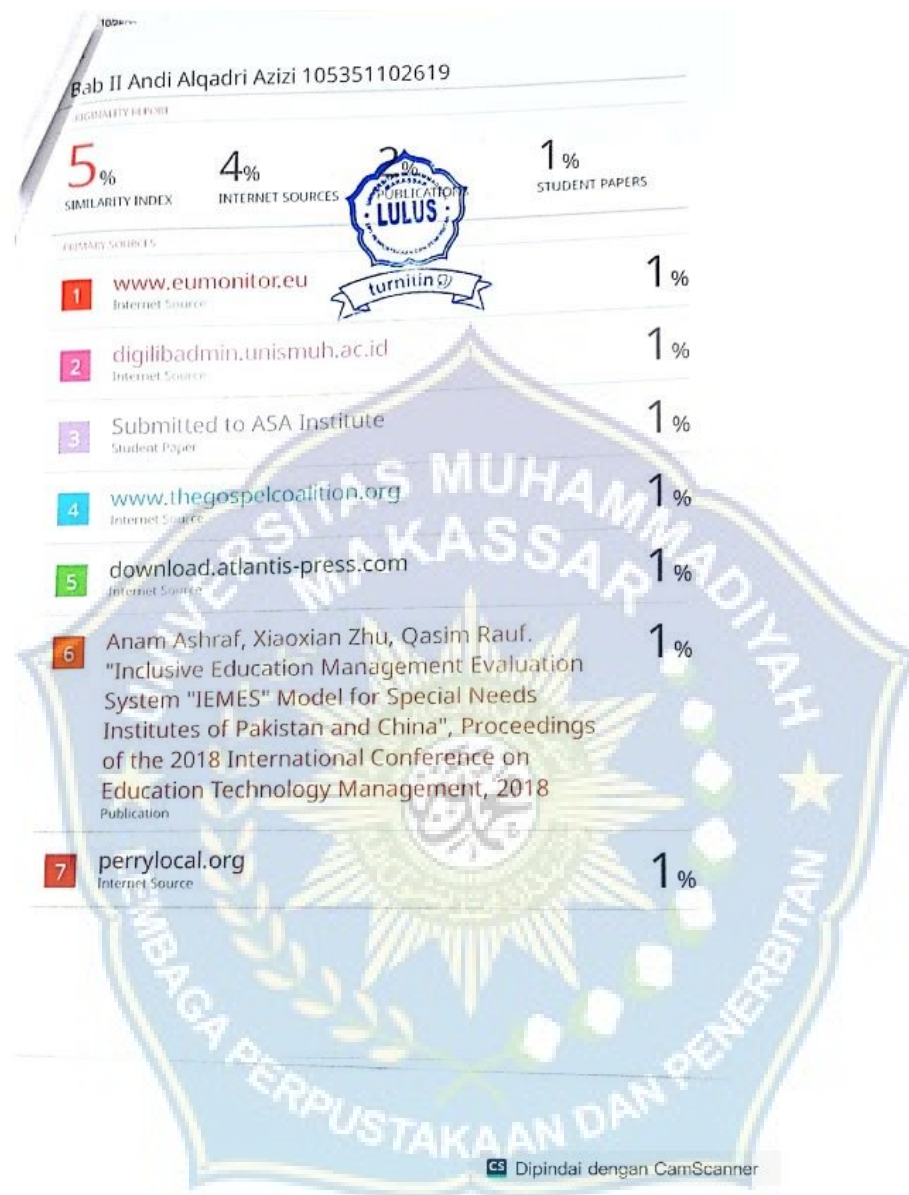 Bab II Andi Alqadri Azizi 105351102619
ORIGINALITY REPORT
5%
SIMILARITY INDEX
4%
INTERNET SOURCES
%
PUBLICATIONS
1%
STUDENT PAPERS
MAKASSAR
LULUS
turnitin
PRIMARY SOURCES
1
www.eumonitor.eu
Internet Source
1%
2
digilibadmin.unismuh.ac.id
Internet Source
1%
3
Submitted to ASA Institute
Student Paper
1%
4
www.thegospelcoalition.org
Internet Source
1%
5
download.atlantis-press.com
Internet Source
1%
6
Anam Ashraf, Xiaoxian Zhu, Qasim Rauf.
"Inclusive Education Management Evaluation
System "IEMES" Model for Special Needs
Institutes of Pakistan and China", Proceedings
of the 2018 International Conference on
Education Technology Management, 2018
Publication
1%
7
perrylocal.org
Internet Source
1%
UNIVERSITAS MUHAMMADIYAH
MAKASSAR
LEMBAGA PERPUSTAKAAN DAN PENERBITAN
CS Dipindai dengan CamScanner